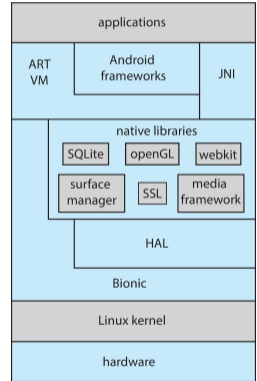 applications
ART
VM
Android
frameworks
JNI
native libraries
SQLite
openGL
webkit
surface
manager
SSL
media
framework
HAL
Bionic
Linux kernel
hardware